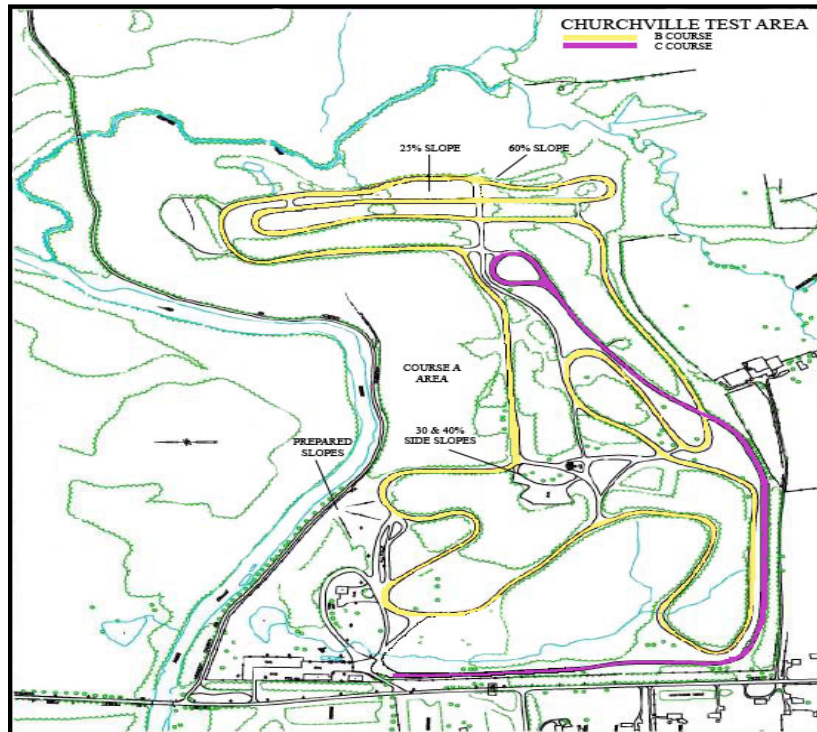 CHURCHVILLE TEST AREA
B COURSE
C COURSE
25% SLOPE
60% SLOPE
COURSE A
AREA
30 & 40%
SIDE SLOPES
PREPARED
SLOPES